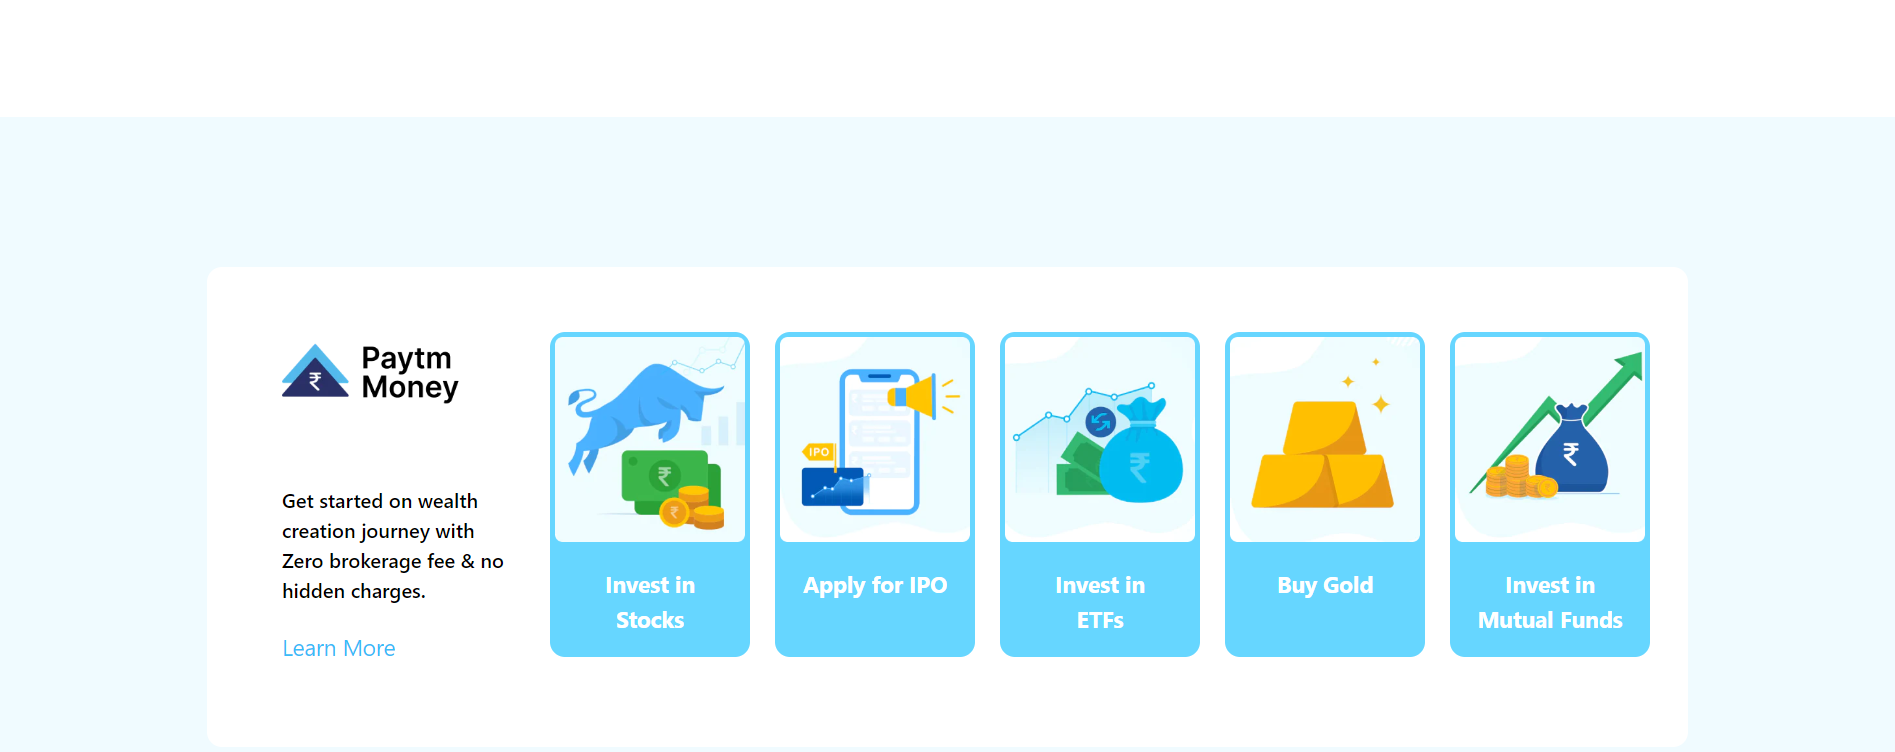 Paytm
Money
Get started on wealth
creation journey with
Zero brokerage fee & no
hidden charges.
Learn More
₹
₹
₹
Invest in
Stocks
IPO
Apply for IPO
₹
Invest in
ETFs
Buy Gold
₹
Invest in
Mutual Funds